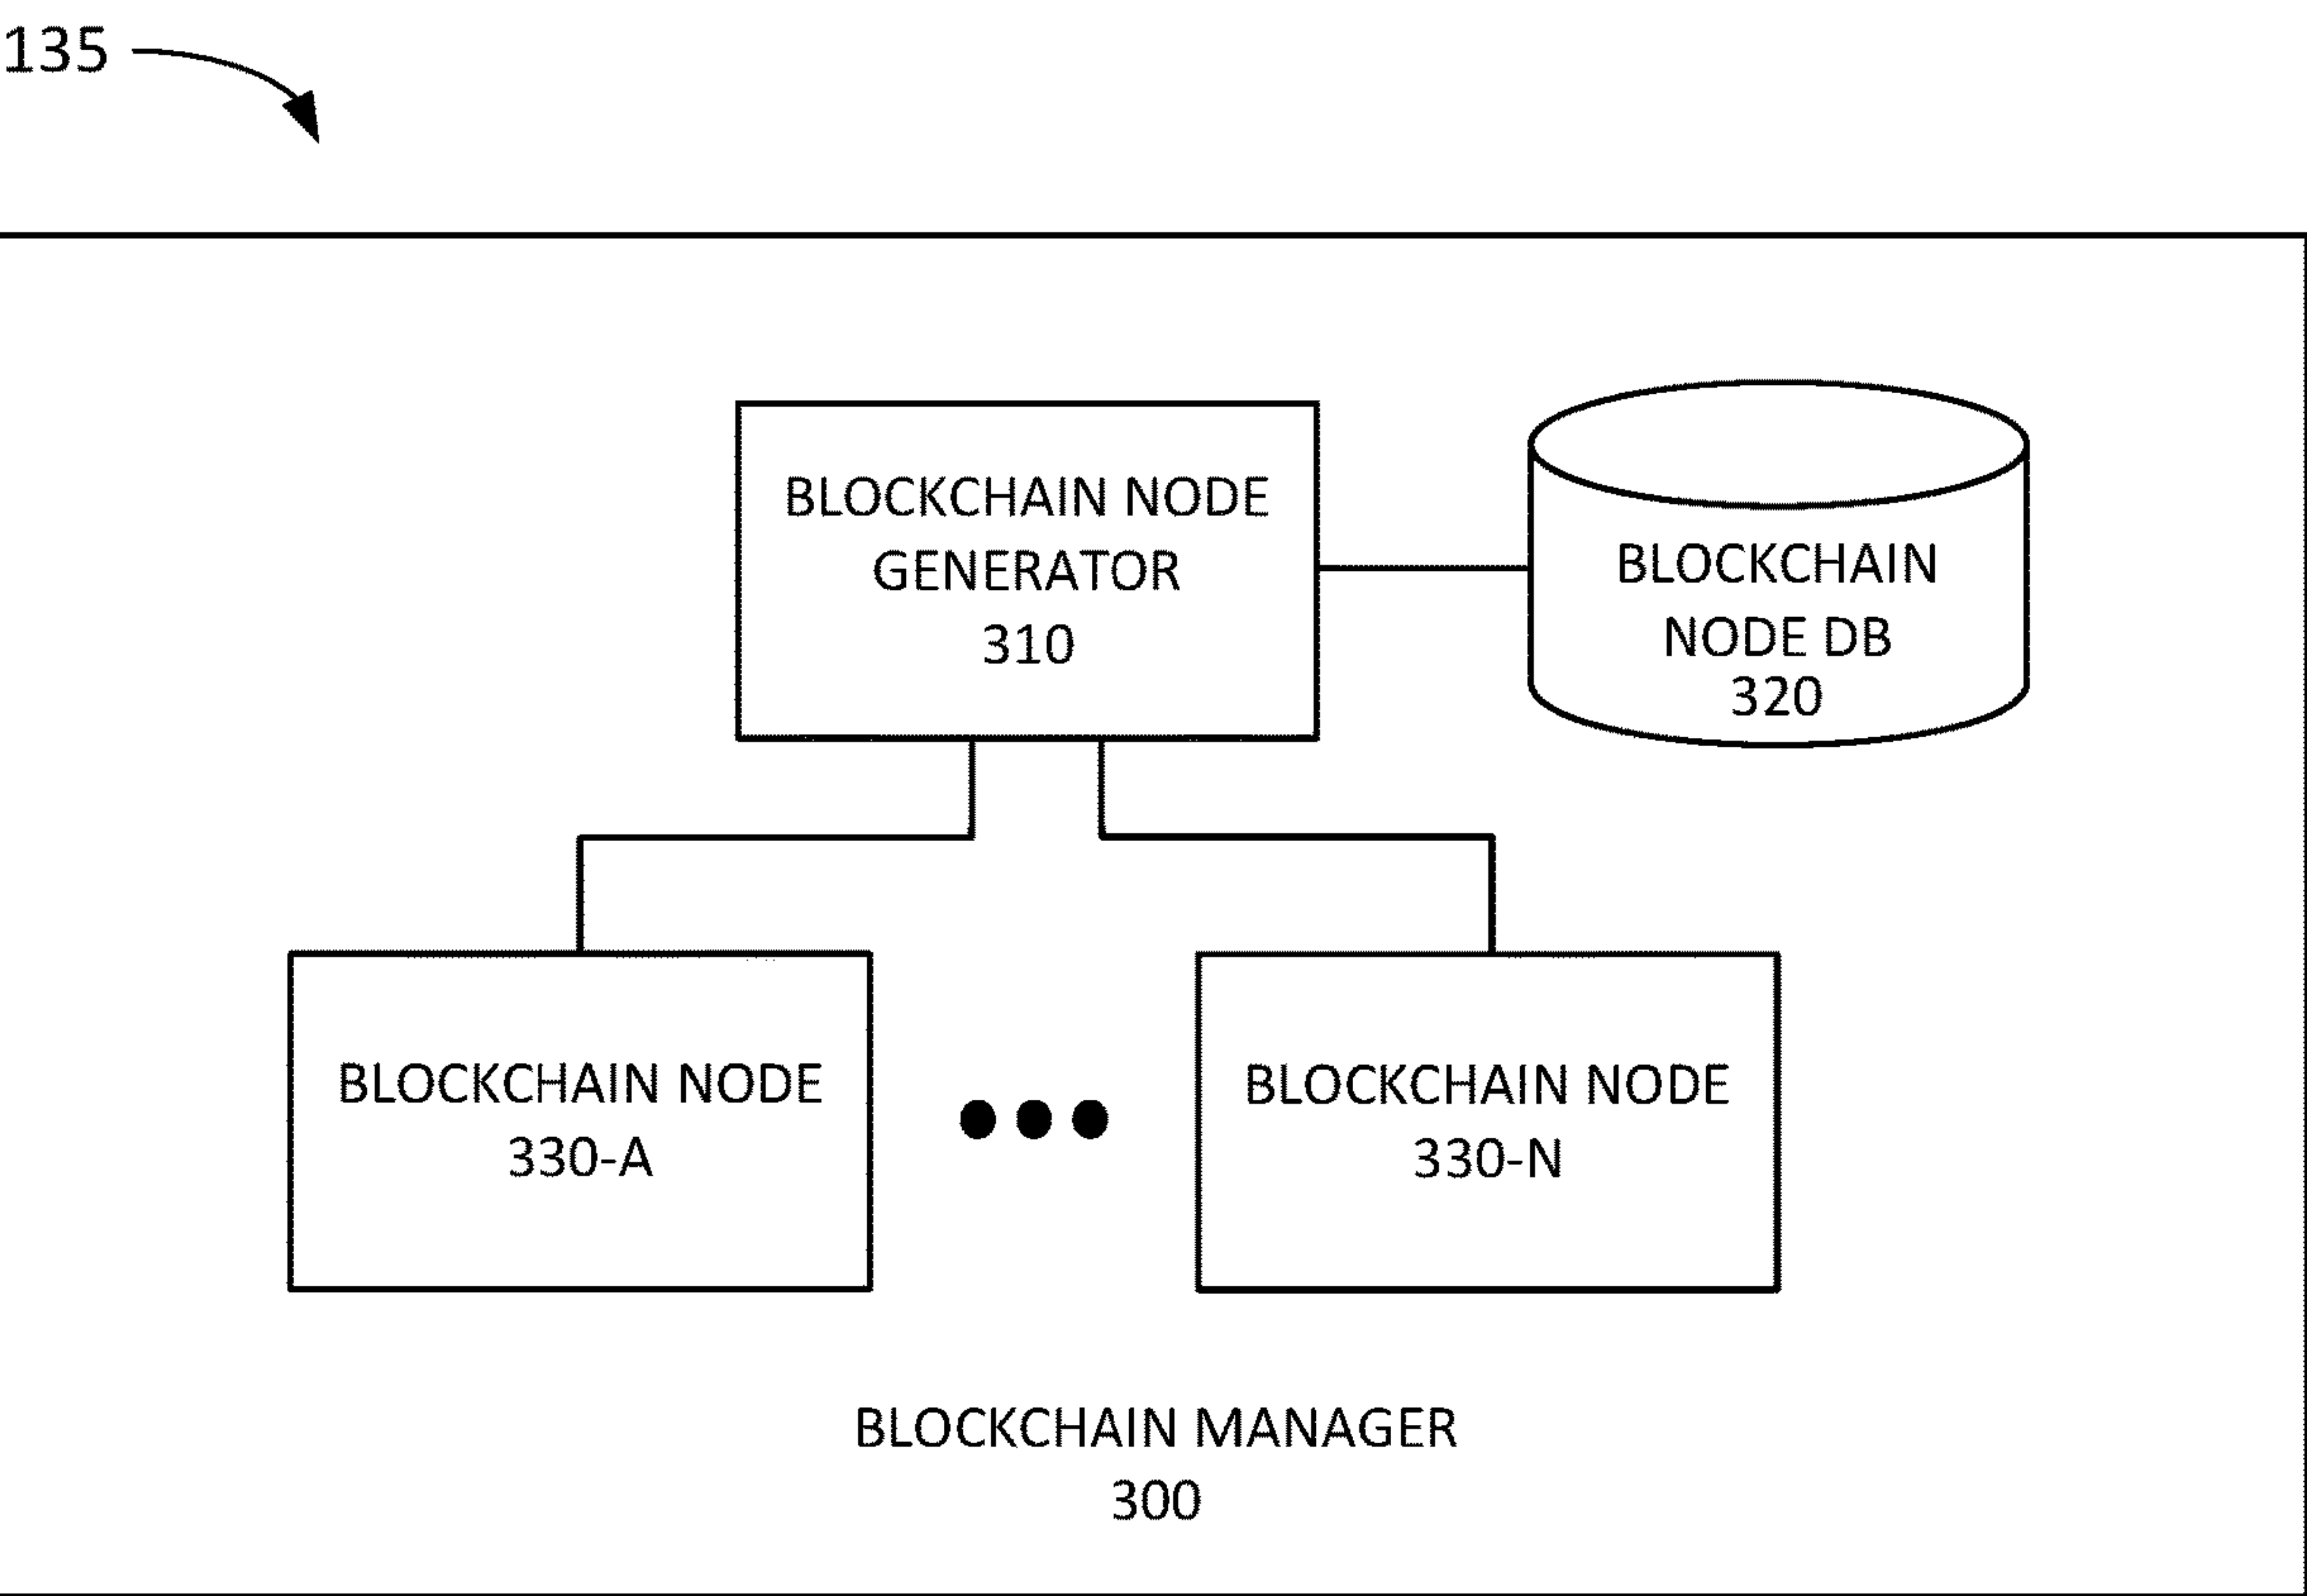 135
BLOCKCHAIN NODE
GENERATOR
310
BLOCKCHAIN
NODE DB
320
BLOCKCHAIN NODE
330-A
BLOCKCHAIN NODE
330-N
BLOCKCHAIN MANAGER
300